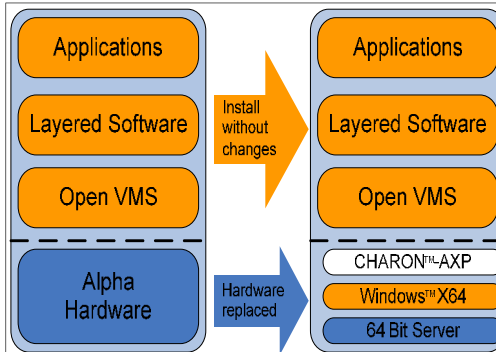 Applications
Layered Software
Open VMS
Alpha
Hardware
Install
without
changes
Hardware
replaced
Applications
Layered Software
Open VMS
CHARON™-AXP
Windows™ X64
64 Bit Server